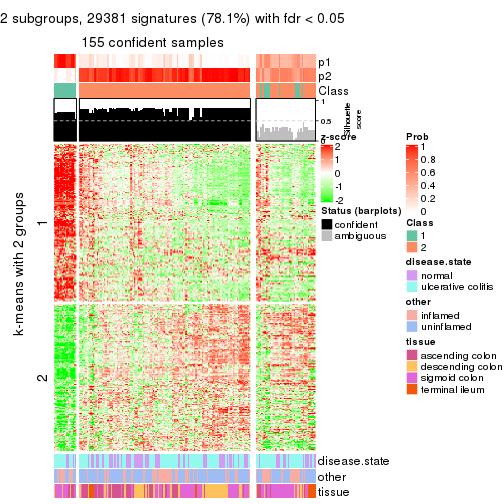 2 subgroups, 29381 signatures (78.1%) with fdr < 0.05
155 confident samples
p1
p2
Class
1
0.5
0
Silhouette
score
k-means with 2 groups
1
2
z-score
2
1
0
-1
-2
Status (barplots)
confident
ambiguous
Prob
1
0.8
0.6
0.4
0.2
0
Class
1
2
disease.state
normal
ulcerative colitis
other
inflamed
uninflamed
tissue
ascending colon
descending colon
sigmoid colon
terminal ileum
disease.state
other
tissue